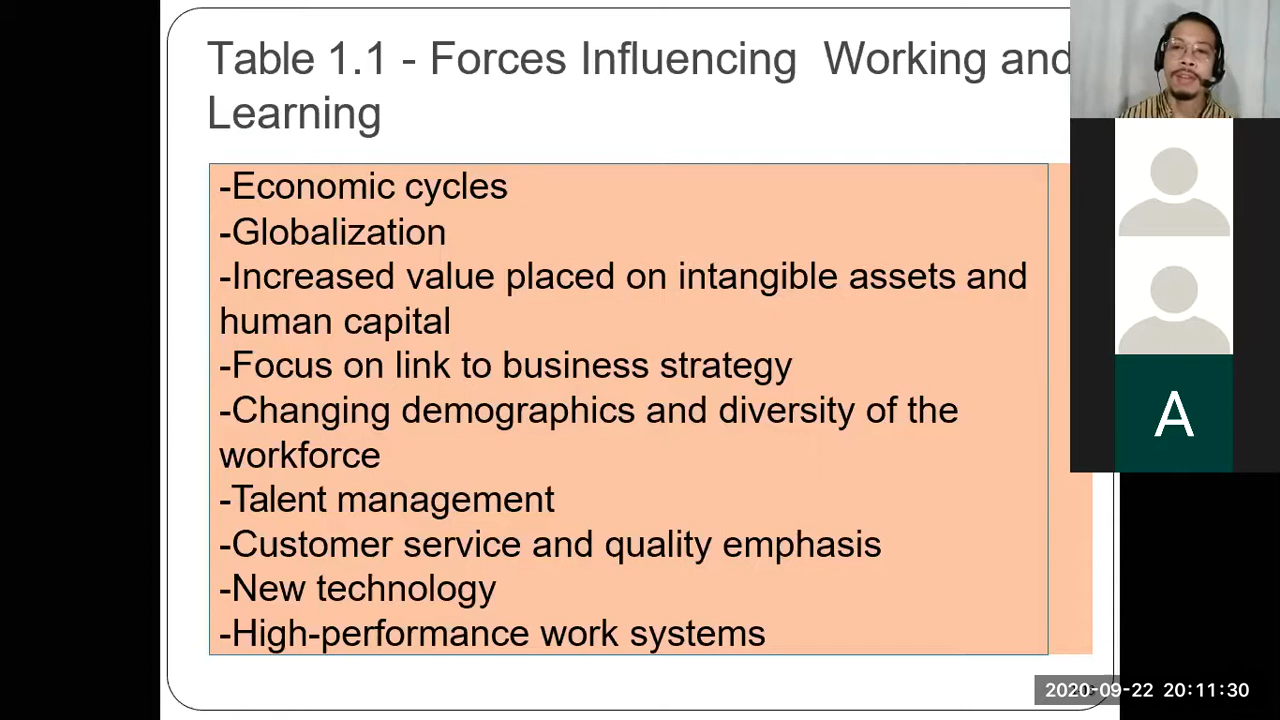 Table 1.1 - Forces Influencing Working and
Learning
-Economic cycles
-Globalization
-Increased value placed on intangible assets and
human capital
-Focus on link to business strategy
-Changing demographics and diversity of the
workforce
-Talent management
-Customer service and quality emphasis
-New technology
-High-performance work systems
A
2020-09-22 20:11:30